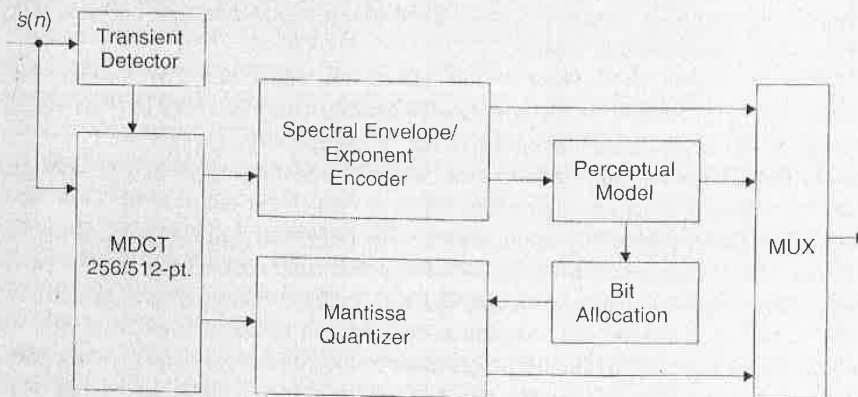 s(n)
Transient
Detector
Spectral Envelope/
Exponent
Encoder
Perceptual
Model
MDCT
256/512-pt.
MUX
Mantissa
Quantizer
Bit
Allocation